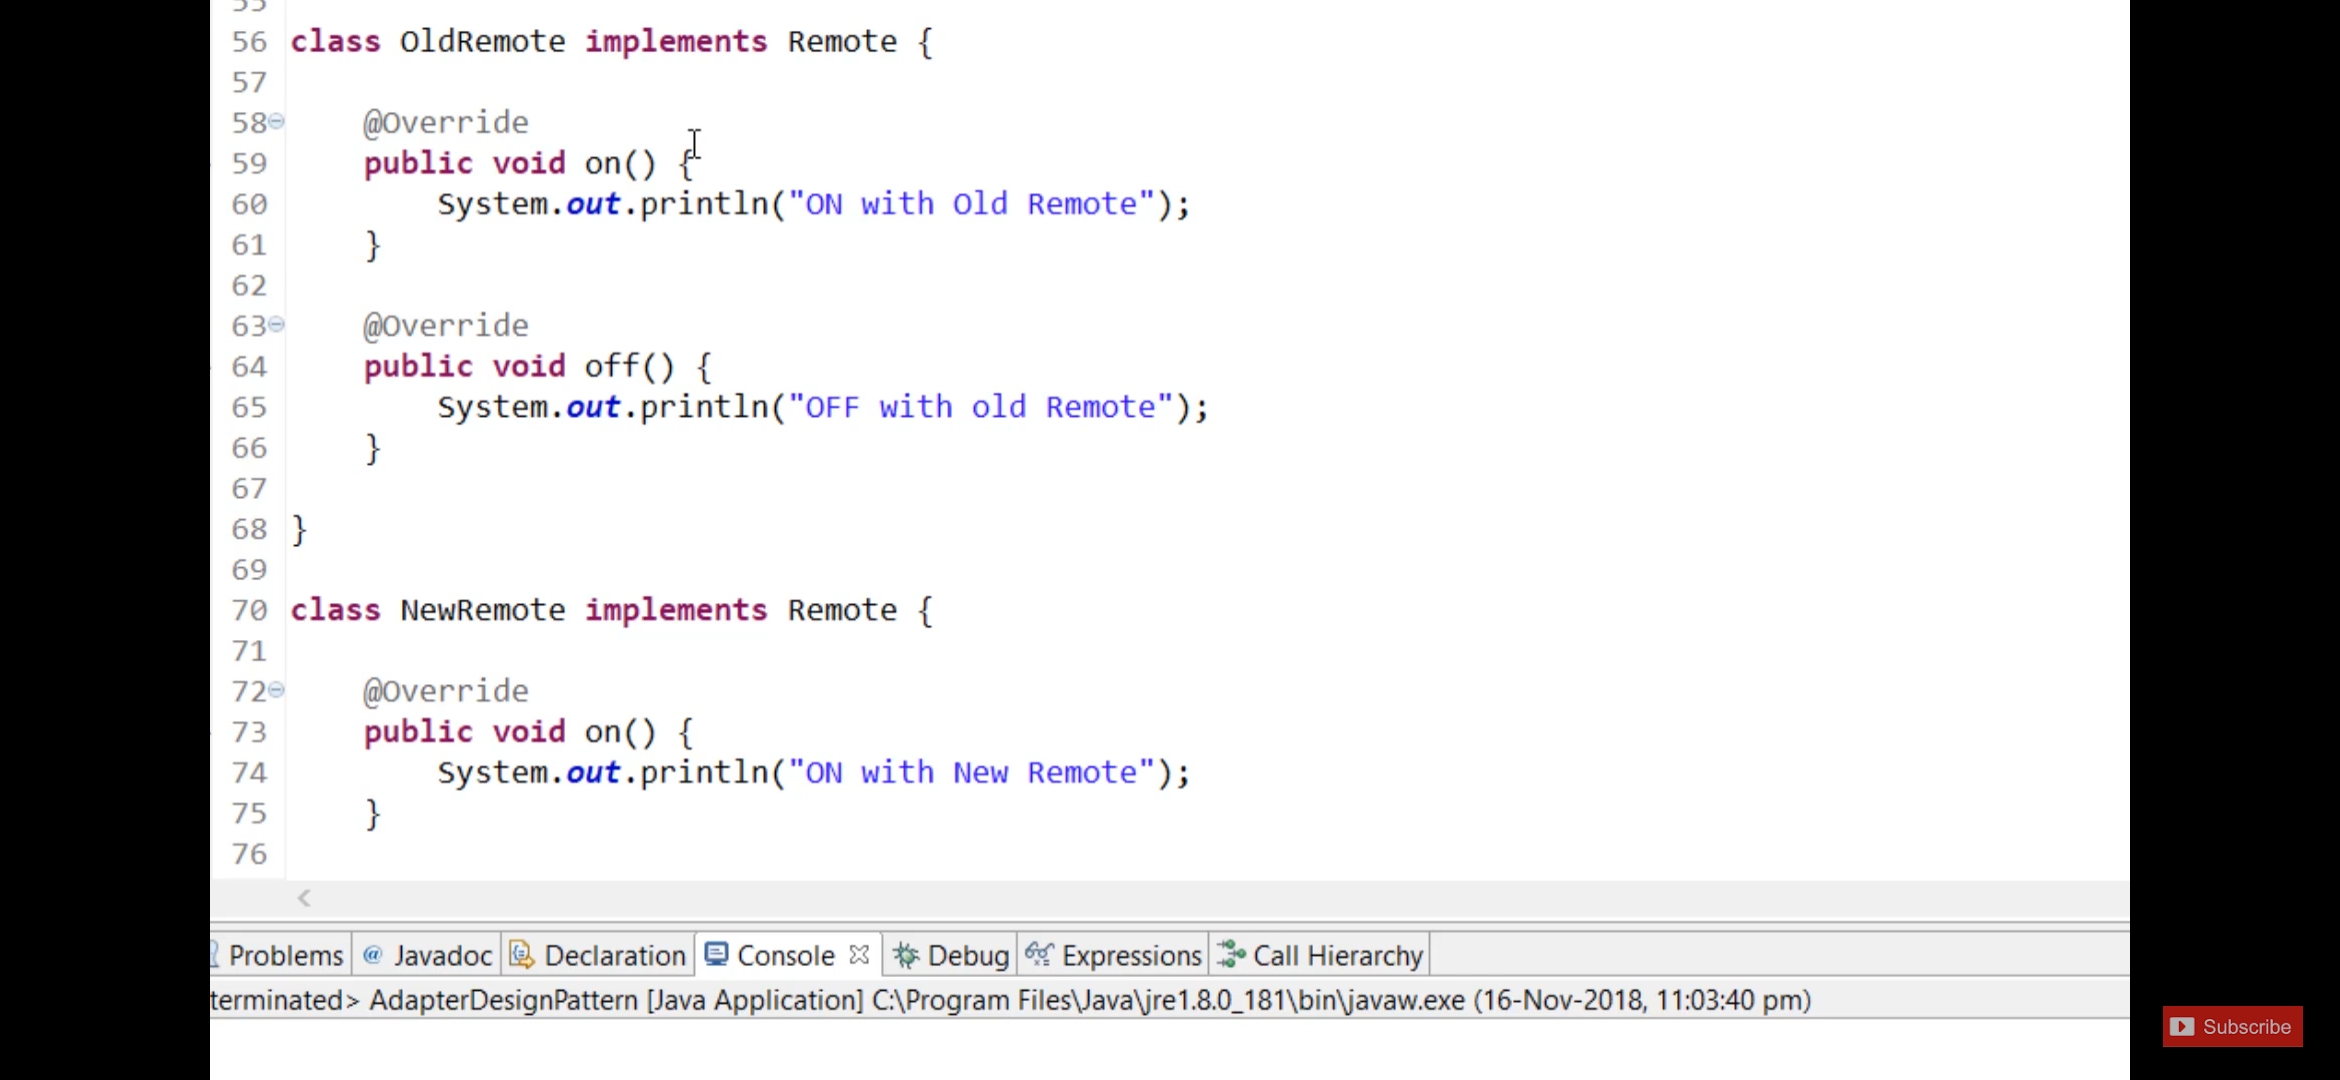 55
56 class OldRemote implements Remote {
57
58 @Override
59 public void on() {
60 System.out.println("ON with Old Remote");
61 }
62
63 @Override
64 public void off() {
65 System.out.println("OFF with old Remote");
66 }
67
68 }
69
70 class NewRemote implements Remote {
71
72 @Override
73 public void on() {
74 System.out.println("ON with New Remote");
75 }
76
Problems @ Javadoc Declaration Console Debug Expressions Call Hierarchy
terminated> AdapterDesignPattern [Java Application] C:\Program Files\Java\jre1.8.0_181\bin\javaw.exe (16-Nov-2018, 11:03:40 pm)
Subscribe